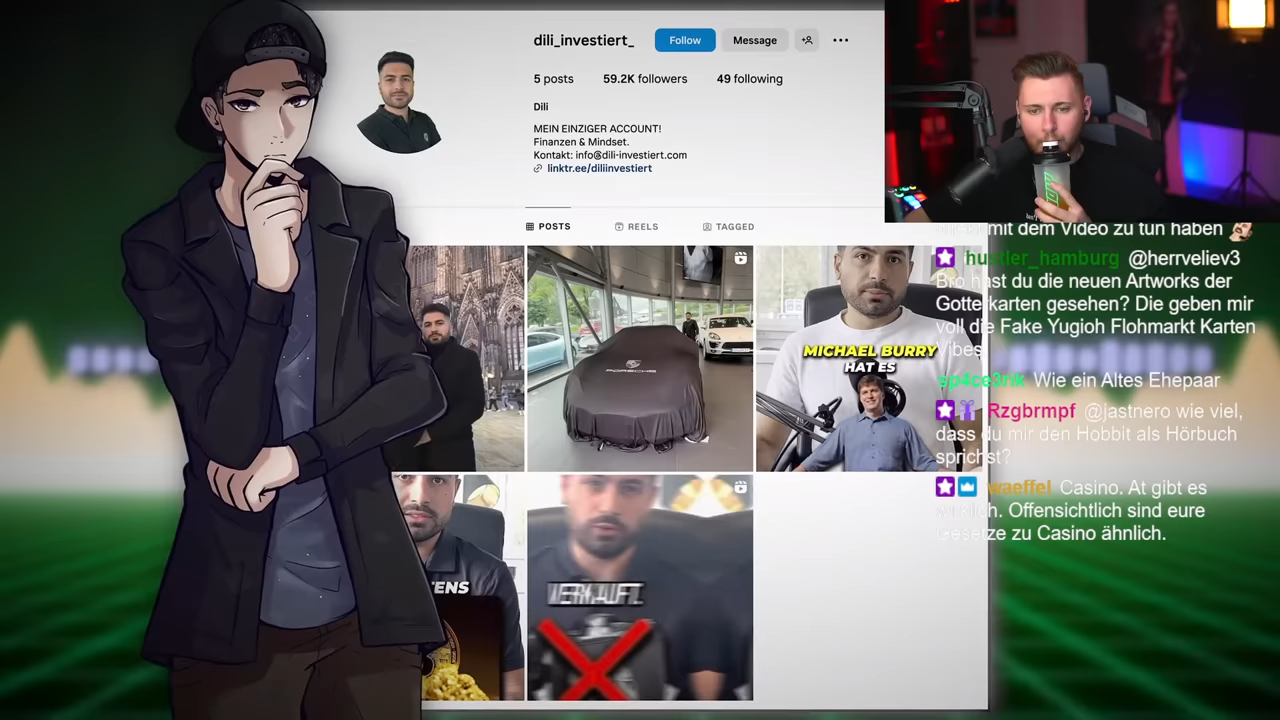 dili_investiert_
Follow
Message
5 posts
59.2K followers
49 following
Dili
MEIN EINZIGER ACCOUNT!
Finanzen & Mindset.
Kontakt: info@dili-investiert.com
linktr.ee/diliinvestiert
POSTS
REELS
TAGGED
PORSCHE
MICHAEL BURRY
HAT ES
VERKAUFT.
mit dem Video zu tun haben
hustler_hamburg @herrveliev3
Bro hast du die neuen Artworks der
Götterkarten gesehen? Die geben mir
voll die Fake Yugioh Flohmarkt Karten
Vibes
sp4ce3rik Wie ein Altes Ehepaar
Rzgbrmpf @jastnero wie viel,
dass du mir den Hobbit als Hörbuch
sprichst?
waeffel Casino. At gibt es
wirklich. Offensichtlich sind eure
Gesetze zu Casino ähnlich.